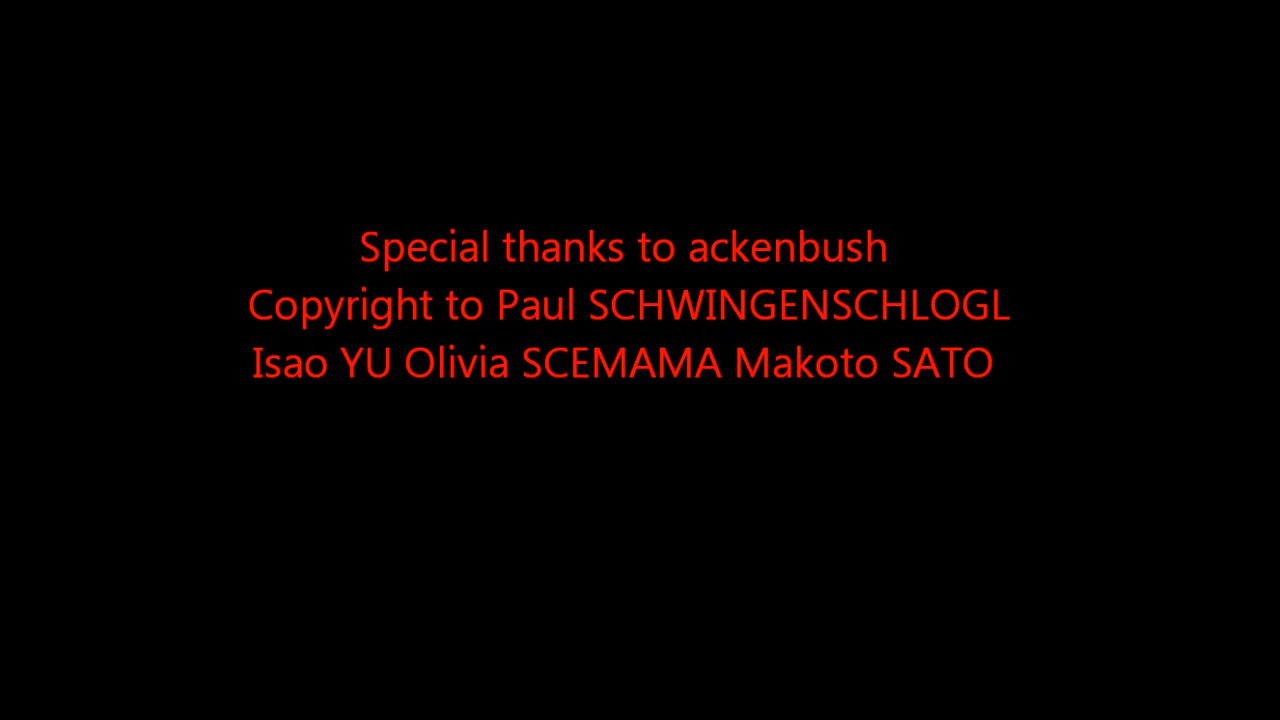 Special thanks to ackenbush
Copyright to Paul SCHWINGENSCHLOGL
Isao YU Olivia SCEMAMA Makoto SATO